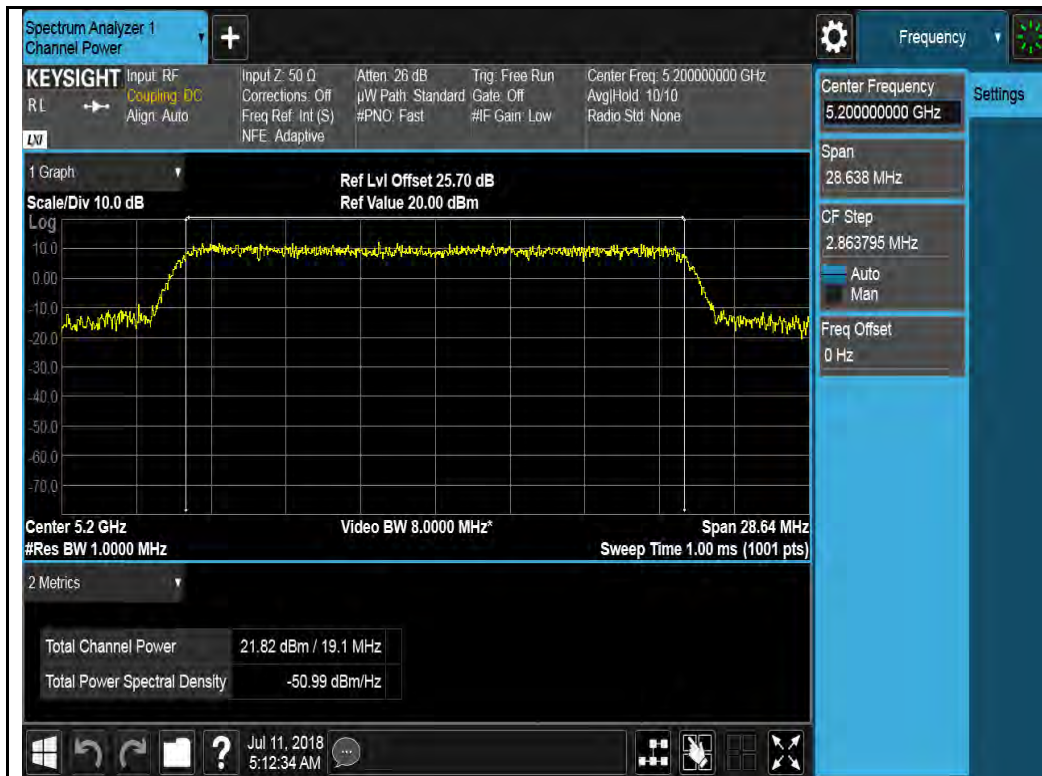 Spectrum Analyzer 1
Channel Power
+
Frequency
KEYSIGHT
R L
LXI
Input: RF
Coupling: DC
Align: Auto
Input Z: 50 Ω
Corrections: Off
Freq Ref: Int (S)
NFE: Adaptive
Atten: 26 dB
µW Path: Standard
#PNO: Fast
Trig: Free Run
Gate: Off
#IF Gain: Low
Center Freq: 5.200000000 GHz
Avg|Hold: 10/10
Radio Std: None
Center Frequency
5.200000000 GHz
Settings
Span
28.638 MHz
CF Step
2.863795 MHz
Auto
Man
Freq Offset
0 Hz
1 Graph
Scale/Div 10.0 dB
Ref Lvl Offset 25.70 dB
Ref Value 20.00 dBm
Log
10.0
0.00
-10.0
-20.0
-30.0
-40.0
-50.0
-60.0
-70.0
Center 5.2 GHz
Video BW 8.0000 MHz*
Span 28.64 MHz
#Res BW 1.0000 MHz
Sweep Time 1.00 ms (1001 pts)
2 Metrics
Total Channel Power 21.82 dBm / 19.1 MHz
Total Power Spectral Density -50.99 dBm/Hz
?
Jul 11, 2018
5:12:34 AM